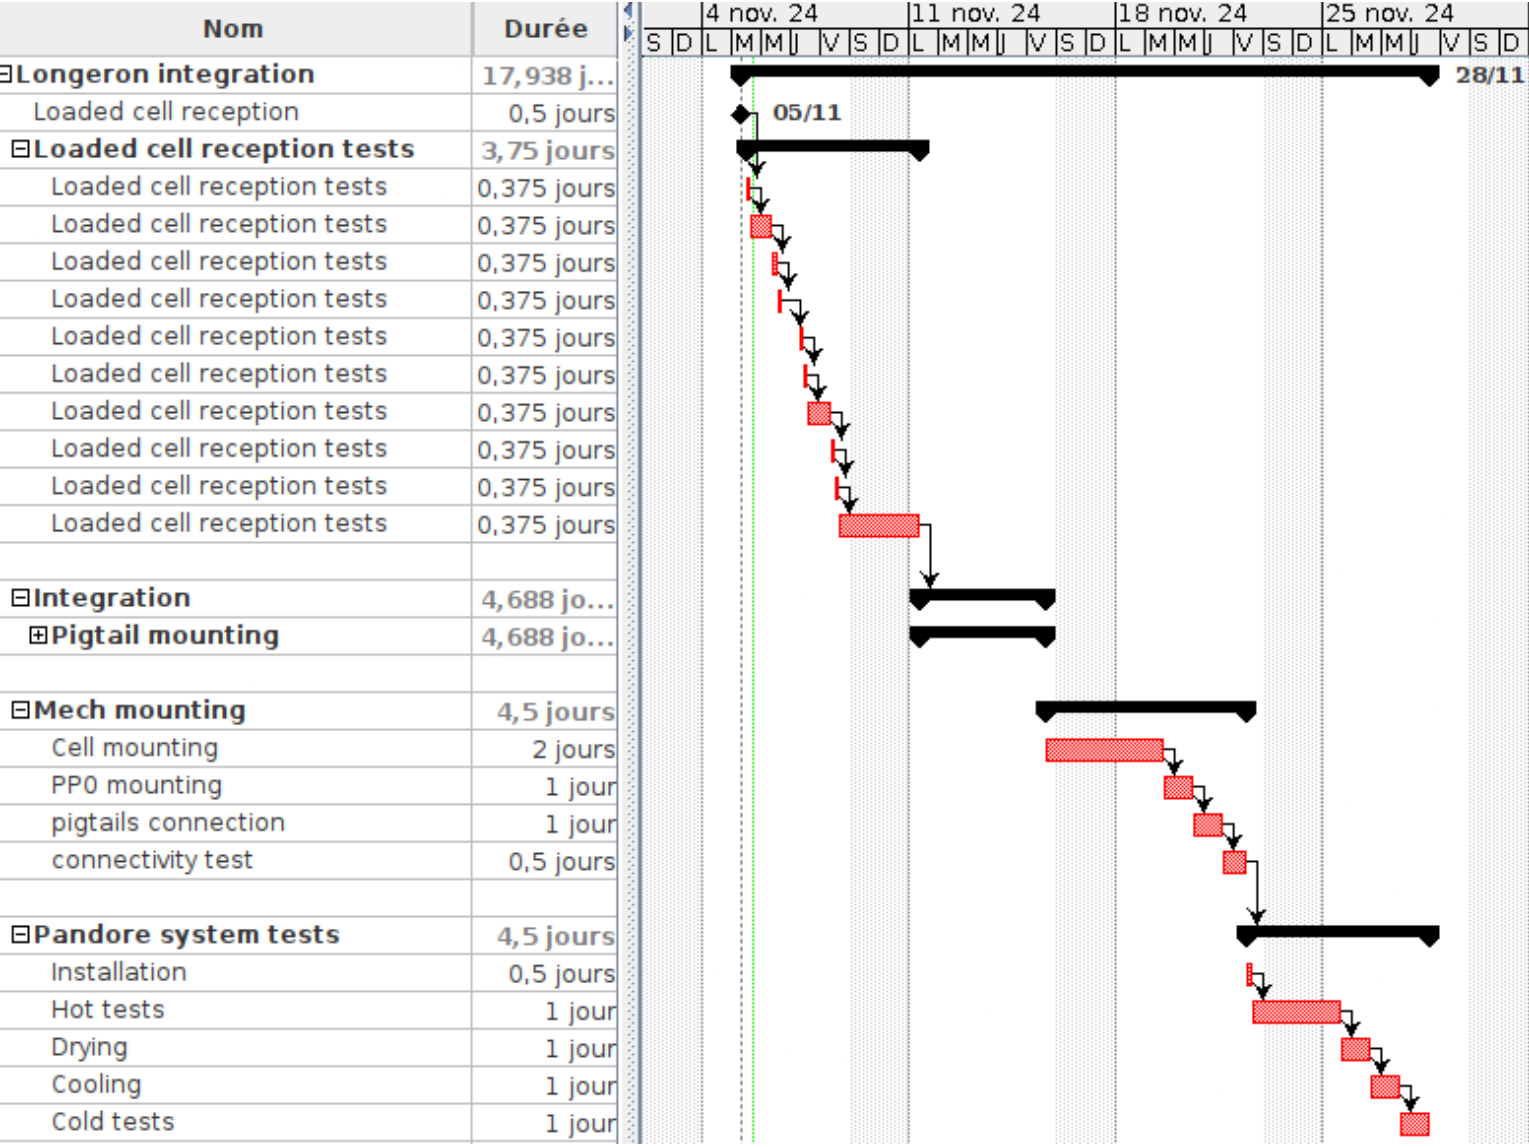 Nom Durée 4 nov. 24 11 nov. 24 18 nov. 24 25 nov. 24
S D L M M J V S D L M M J V S D L M M J V S D L M M J V S D
Longeron integration 17,938 j... 28/11
Loaded cell reception 0,5 jours 05/11
Loaded cell reception tests 3,75 jours
Loaded cell reception tests 0,375 jours
Loaded cell reception tests 0,375 jours
Loaded cell reception tests 0,375 jours
Loaded cell reception tests 0,375 jours
Loaded cell reception tests 0,375 jours
Loaded cell reception tests 0,375 jours
Loaded cell reception tests 0,375 jours
Loaded cell reception tests 0,375 jours
Loaded cell reception tests 0,375 jours
Loaded cell reception tests 0,375 jours
Integration 4,688 jo...
Pigtail mounting 4,688 jo...
Mech mounting 4,5 jours
Cell mounting 2 jours
PP0 mounting 1 jour
pigtails connection 1 jour
connectivity test 0,5 jours
Pandore system tests 4,5 jours
Installation 0,5 jours
Hot tests 1 jour
Drying 1 jour
Cooling 1 jour
Cold tests 1 jour